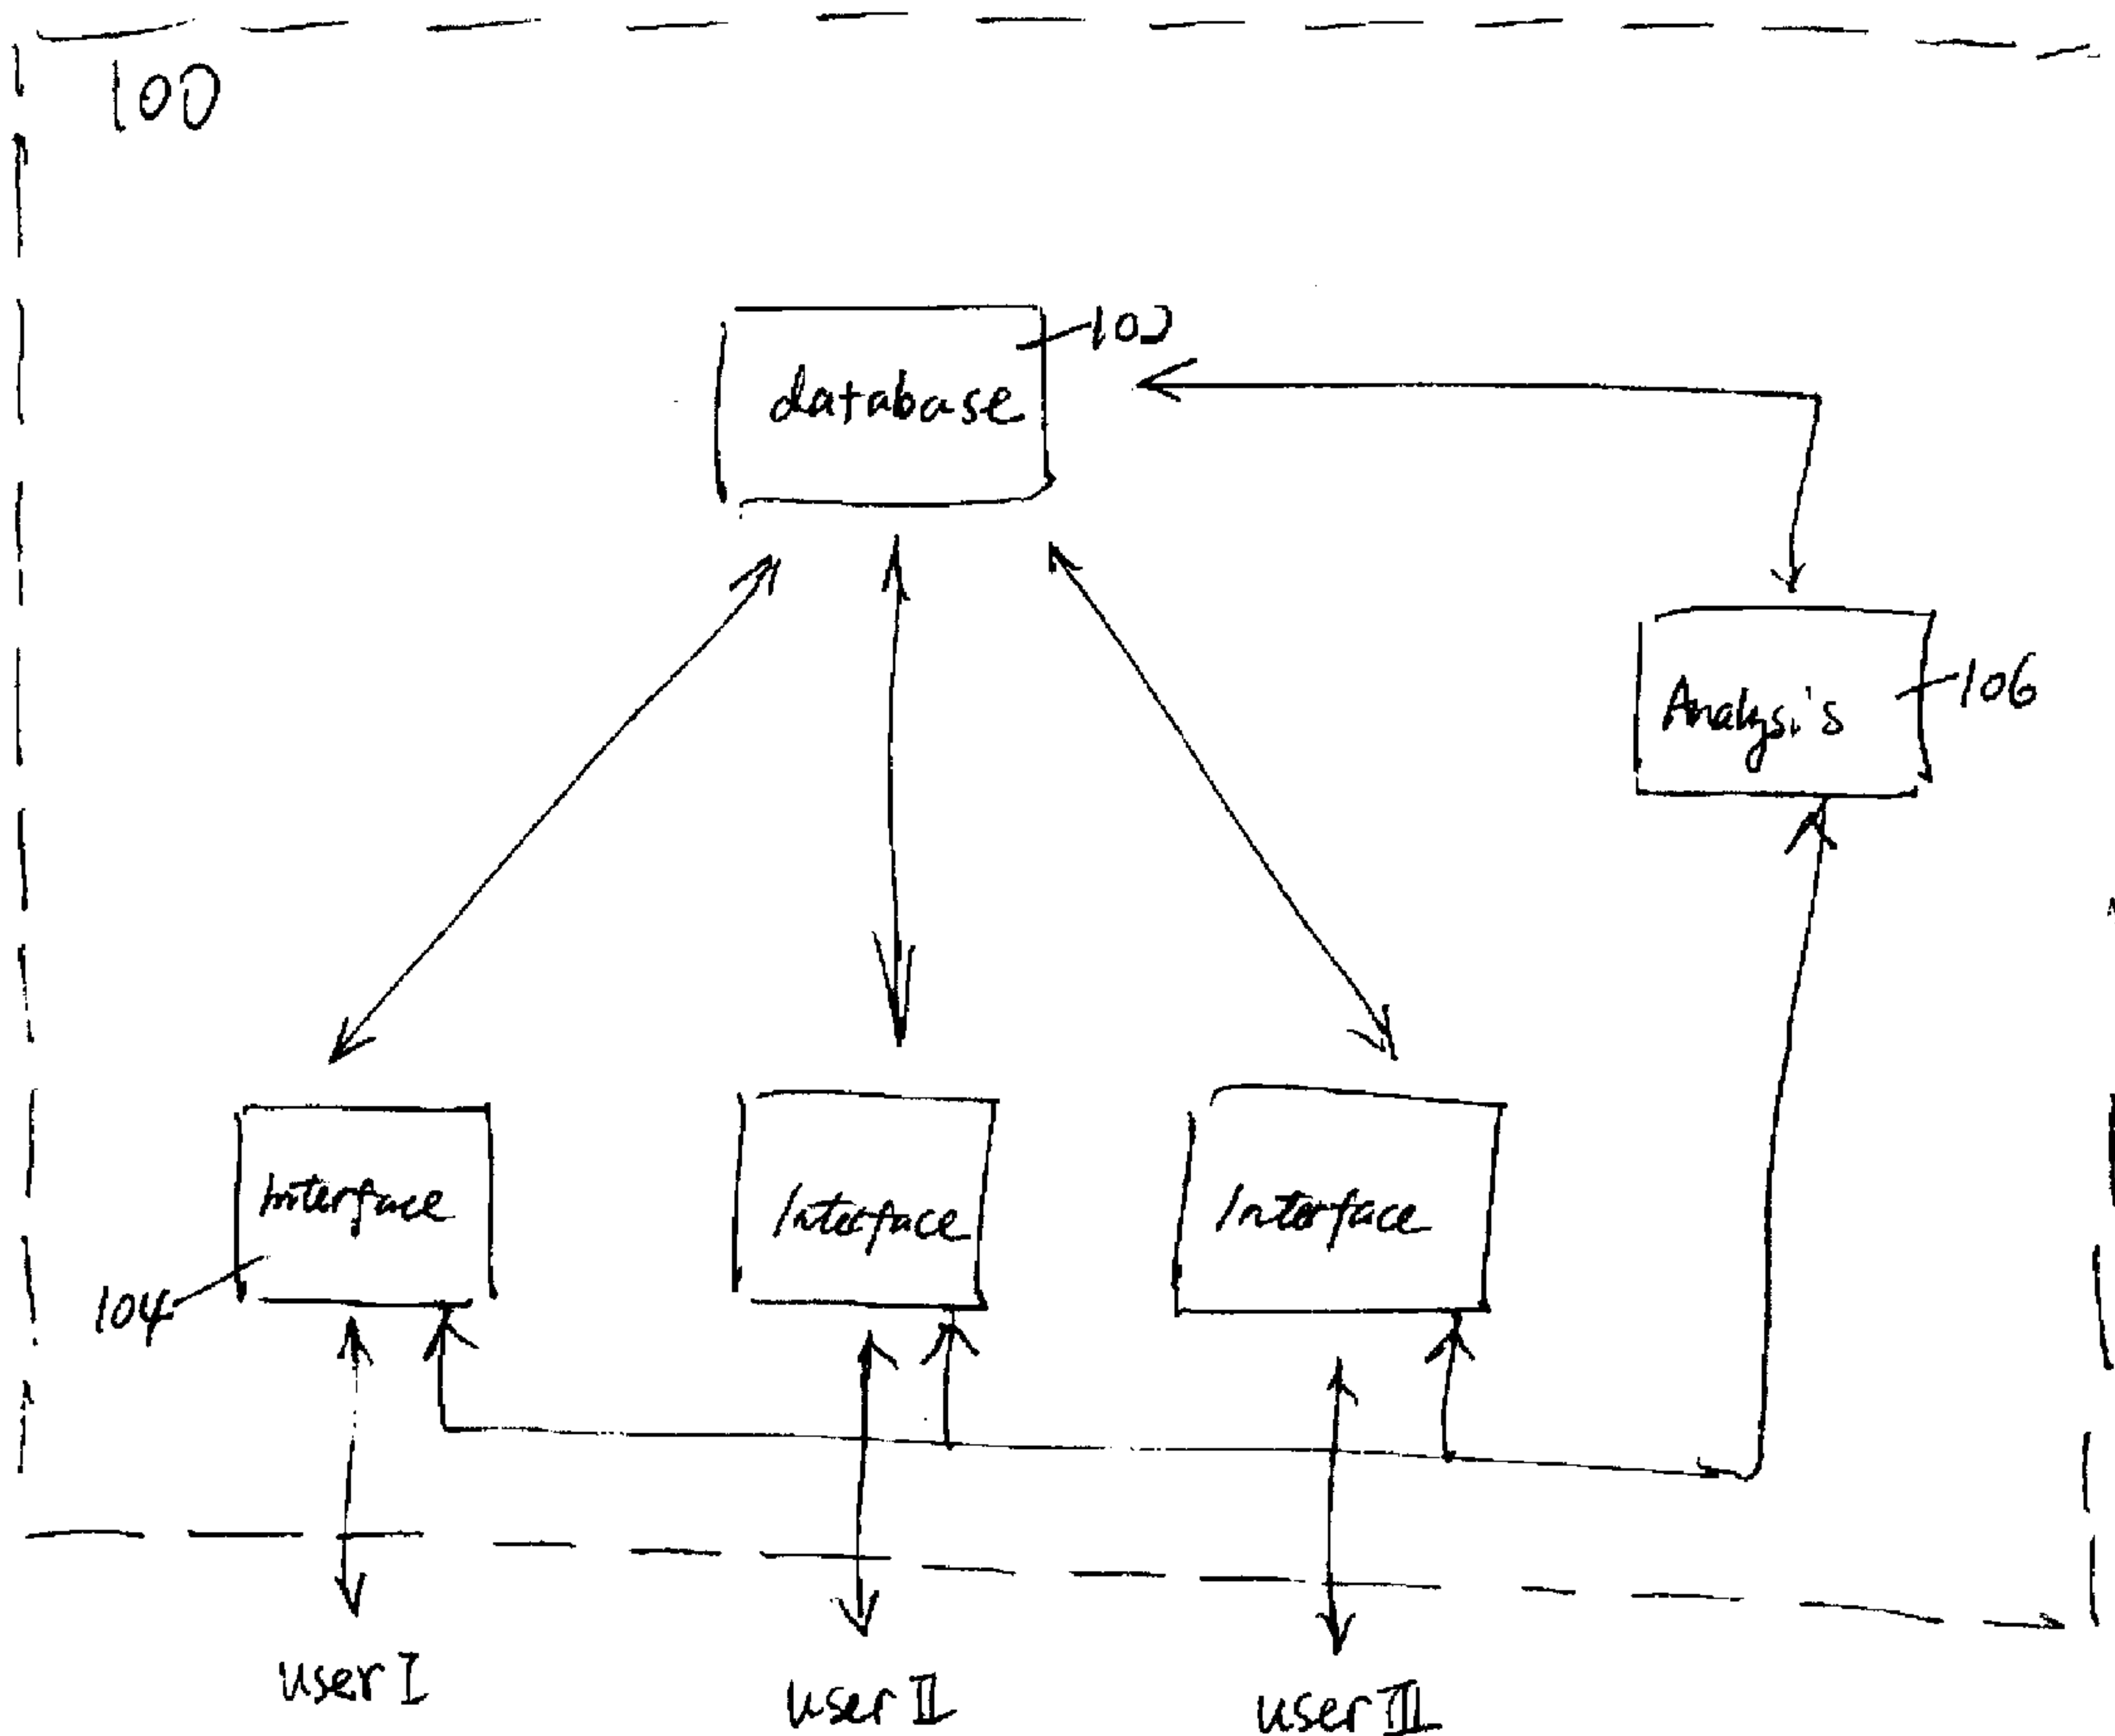 100
102
database
106
Analysis
Interface
Interface
Interface
104
user I
user II
user III